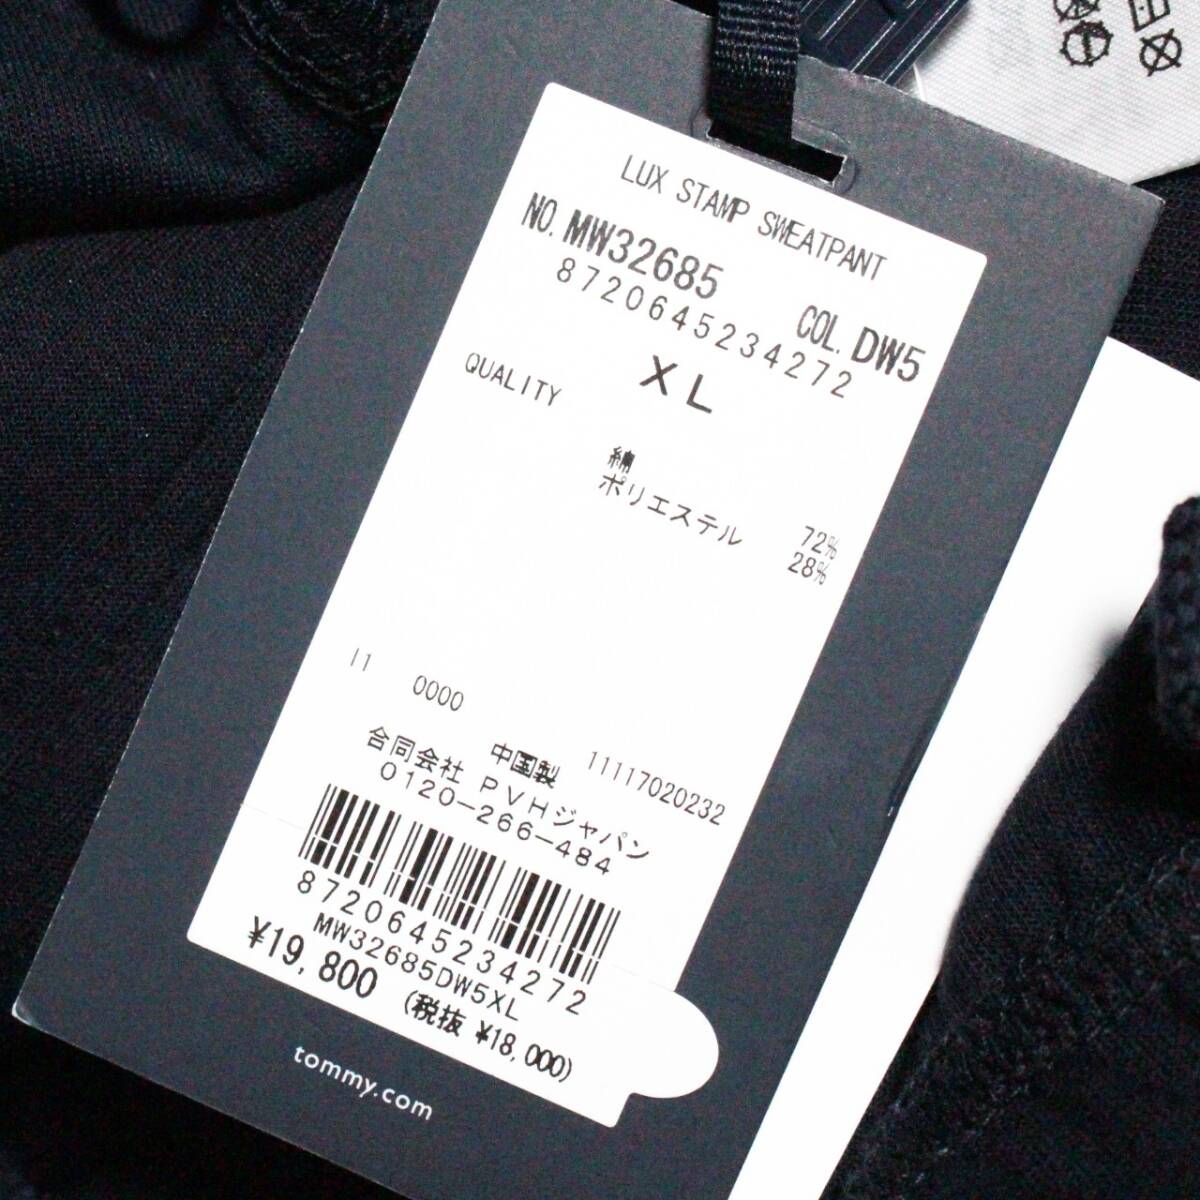 LUX STAMP SWEATPANT
NO. MW32685 COL. DW5
8720645234272
XL
QUALITY
綿 72%
ポリエステル 28%
11 0000
中国製 11117020232
合同会社 PVHジャパン
0120-266-484
8720645234272
MW32685DW5XL
¥19,800 (税抜 ¥18,000)
tommy.com